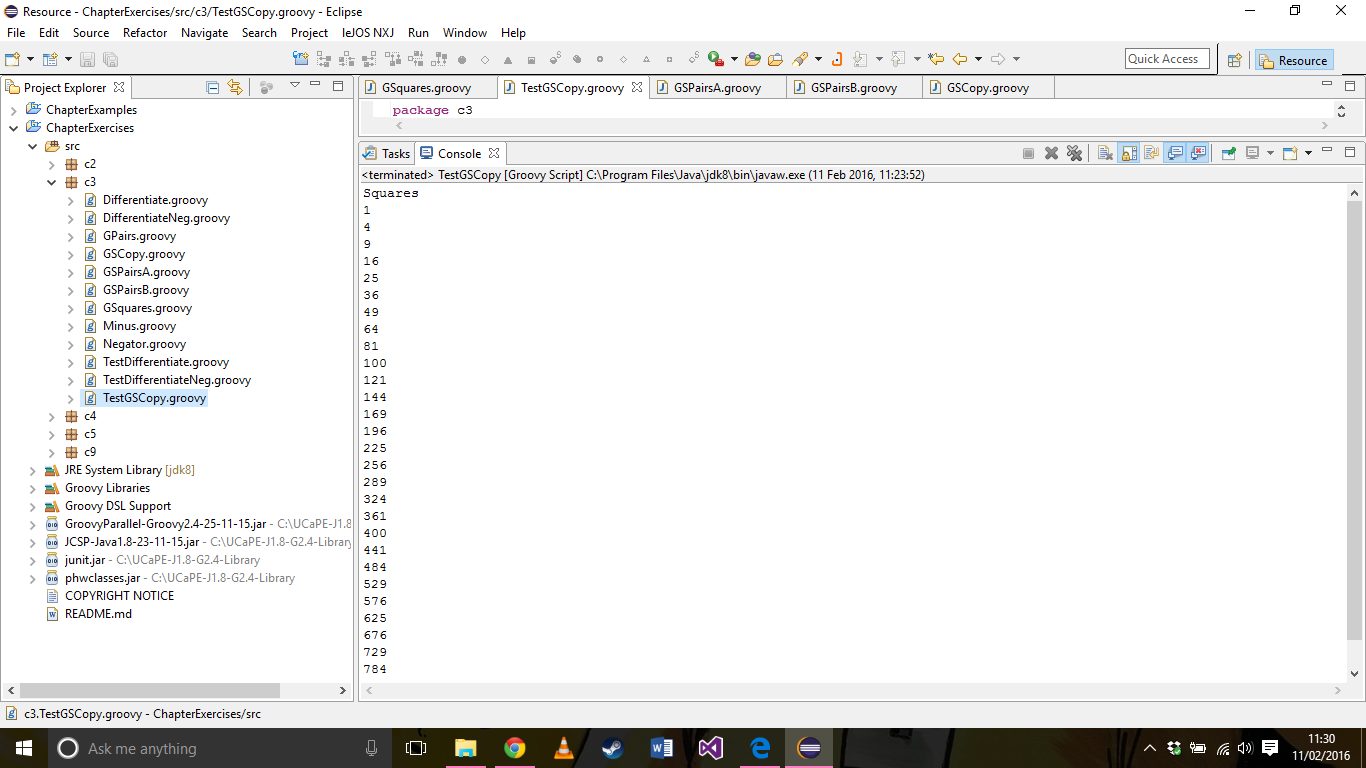 Resource - ChapterExercises/src/c3/TestGSCopy.groovy - Eclipse
File Edit Source Refactor Navigate Search Project leJOS NXJ Run Window Help
Quick Access
Resource
Project Explorer
ChapterExamples
ChapterExercises
src
c2
c3
Differentiate.groovy
DifferentiateNeg.groovy
GPairs.groovy
GSCopy.groovy
GSPairsA.groovy
GSPairsB.groovy
GSquares.groovy
Minus.groovy
Negator.groovy
TestDifferentiate.groovy
TestDifferentiateNeg.groovy
TestGSCopy.groovy
c4
c5
c9
JRE System Library [jdk8]
Groovy Libraries
Groovy DSL Support
GroovyParallel-Groovy2.4-25-11-15.jar - C:\UCaPE-J1.8
JCSP-Java1.8-23-11-15.jar - C:\UCaPE-J1.8-G2.4-Library
junit.jar - C:\UCaPE-J1.8-G2.4-Library
phwclasses.jar - C:\UCaPE-J1.8-G2.4-Library
COPYRIGHT NOTICE
README.md
GSquares.groovy TestGSCopy.groovy GSPairsA.groovy GSPairsB.groovy GSCopy.groovy
package c3
Tasks Console
<terminated> TestGSCopy [Groovy Script] C:\Program Files\Java\jdk8\bin\javaw.exe (11 Feb 2016, 11:23:52)
Squares
1
4
9
16
25
36
49
64
81
100
121
144
169
196
225
256
289
324
361
400
441
484
529
576
625
676
729
784
c3.TestGSCopy.groovy - ChapterExercises/src
Ask me anything
11:30
11/02/2016